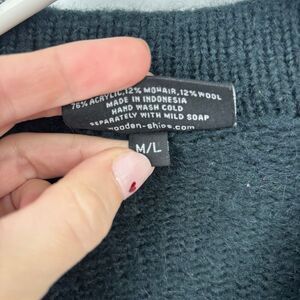 76% ACRYLIC, 12% MOHAIR, 12% WOOL
MADE IN INDONESIA
HAND WASH COLD
SEPARATELY WITH MILD SOAP
wooden-ships.com
M/L